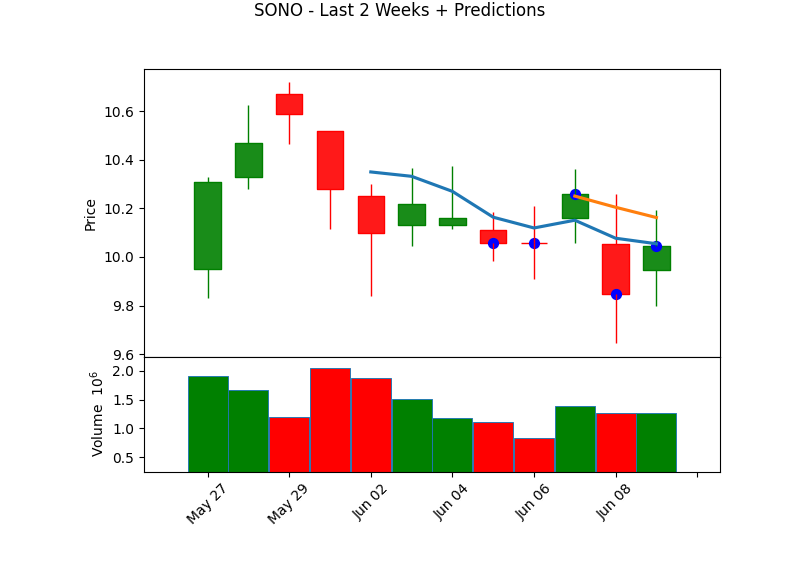 SONO - Last 2 Weeks + Predictions
Price
10.6
10.4
10.2
10.0
9.8
9.6
Volume 10^6
2.0
1.5
1.0
0.5
May 27
May 29
Jun 02
Jun 04
Jun 06
Jun 08